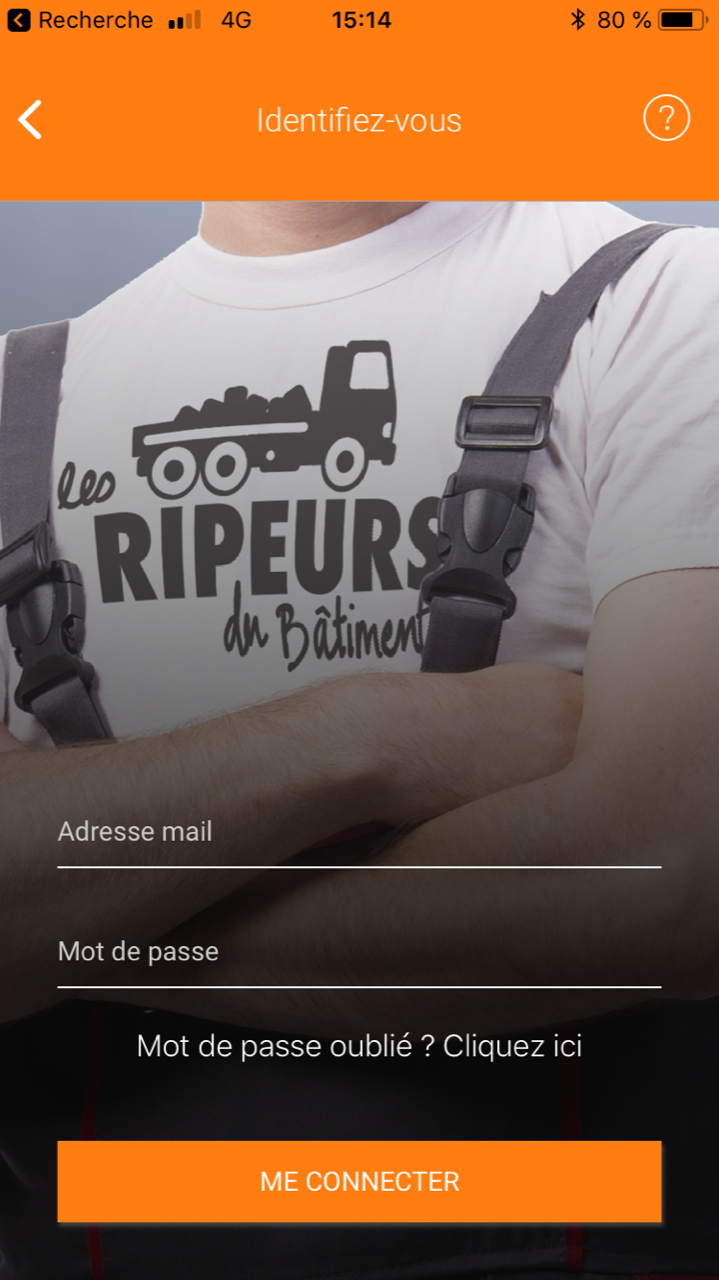 Recherche 4G 15:14 80 %
Identifiez-vous ?
les
RIPEURS
du Bâtiment
Adresse mail
Mot de passe
Mot de passe oublié ? Cliquez ici
ME CONNECTER